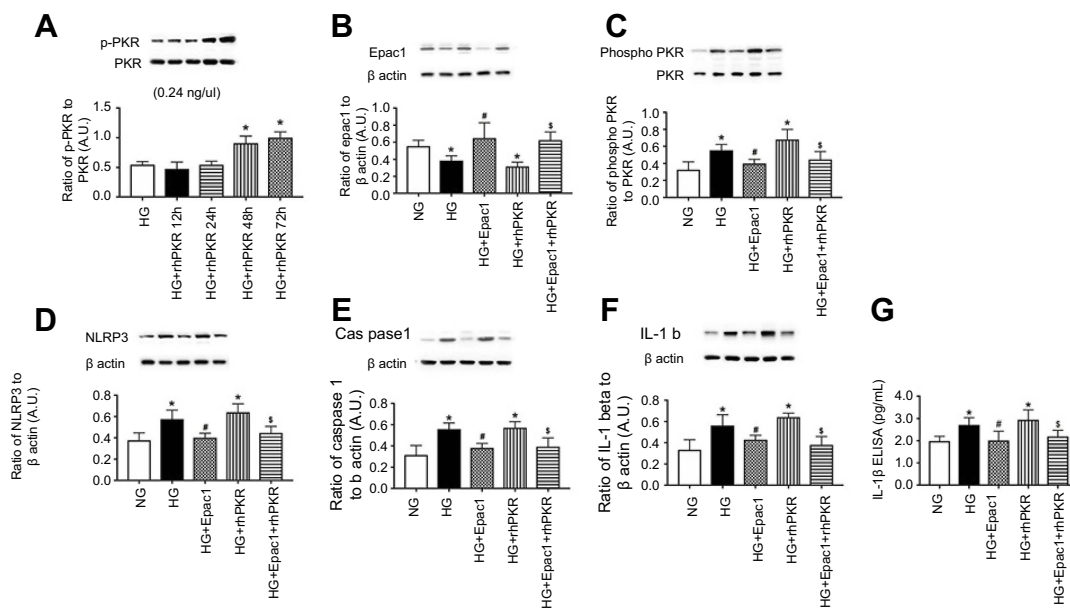 A
p-PKR
PKR
(0.24 ng/ul)
Ratio of p-PKR to
PKR (A.U.)
1.5
1.0
0.5
0.0
*
*
HG
HG+rhPKR 12h
HG+rhPKR 24h
HG+rhPKR 48h
HG+rhPKR 72h
B
Epac1
β actin
Ratio of epac1 to
β actin (A.U.)
1.0
0.8
0.6
0.4
0.2
0.0
*
#
*
$
NG
HG
HG+Epac1
HG+rhPKR
HG+Epac1+rhPKR
C
Phospho PKR
PKR
Ratio of phospho PKR
to PKR (A.U.)
1.0
0.8
0.6
0.4
0.2
0.0
*
#
*
$
NG
HG
HG+Epac1
HG+rhPKR
HG+Epac1+rhPKR
D
NLRP3
β actin
Ratio of NLRP3 to
β actin (A.U.)
0.8
0.6
0.4
0.2
0.0
*
#
*
$
NG
HG
HG+Epac1
HG+rhPKR
HG+Epac1+rhPKR
E
Cas pase1
β actin
Ratio of caspase 1
to b actin (A.U.)
0.8
0.6
0.4
0.2
0.0
*
#
*
$
NG
HG
HG+Epac1
HG+rhPKR
HG+Epac1+rhPKR
F
IL-1 b
β actin
Ratio of IL-1 beta to
β actin (A.U.)
0.8
0.6
0.4
0.2
0.0
*
#
*
$
NG
HG
HG+Epac1
HG+rhPKR
HG+Epac1+rhPKR
G
IL-1β ELISA (pg/mL)
4.0
3.0
2.0
1.0
0.0
*
#
*
$
NG
HG
HG+Epac1
HG+rhPKR
HG+Epac1+rhPKR